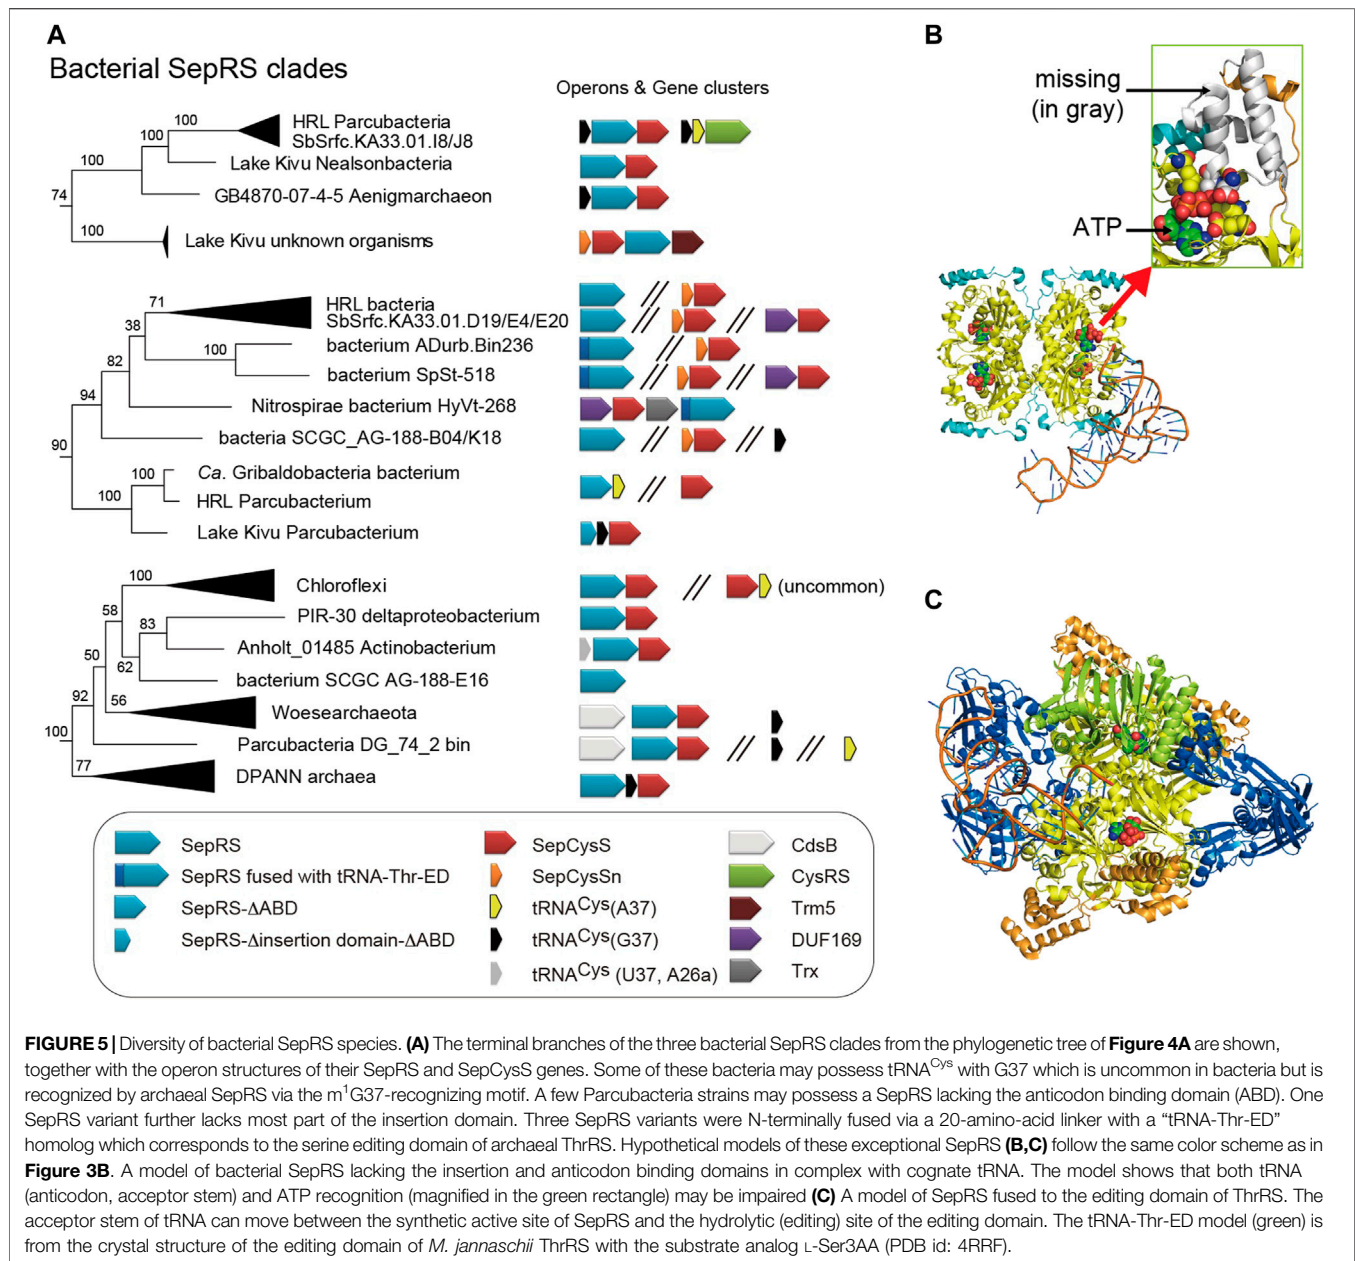 A
Bacterial SepRS clades
Operons & Gene clusters
HRL Parcubacteria
SbSrfc.KA33.01.I8/J8
Lake Kivu Nealsonbacteria
GB4870-07-4-5 Aenigmarchaeon
Lake Kivu unknown organisms
100
100
100
74
100
HRL bacteria
SbSrfc.KA33.01.D19/E4/E20
bacterium ADurb.Bin236
bacterium SpSt-518
Nitrospirae bacterium HyVt-268
bacteria SCGC_AG-188-B04/K18
Ca. Gribaldobacteria bacterium
HRL Parcubacterium
Lake Kivu Parcubacterium
71
38
100
82
94
90
100
100
Chloroflexi
(uncommon)
PIR-30 deltaproteobacterium
Anholt_01485 Actinobacterium
bacterium SCGC AG-188-E16
Woesearchaeota
Parcubacteria DG_74_2 bin
DPANN archaea
100
58
83
62
50
56
92
100
77
SepRS
SepRS fused with tRNA-Thr-ED
SepRS-ΔABD
SepRS-Δinsertion domain-ΔABD
SepCysS
SepCysSn
tRNACys(A37)
tRNACys(G37)
tRNACys (U37, A26a)
CdsB
CysRS
Trm5
DUF169
Trx
B
missing
(in gray)
ATP
C
FIGURE 5 | Diversity of bacterial SepRS species. (A) The terminal branches of the three bacterial SepRS clades from the phylogenetic tree of Figure 4A are shown,
together with the operon structures of their SepRS and SepCysS genes. Some of these bacteria may possess tRNACys with G37 which is uncommon in bacteria but is
recognized by archaeal SepRS via the m1G37-recognizing motif. A few Parcubacteria strains may possess a SepRS lacking the anticodon binding domain (ABD). One
SepRS variant further lacks most part of the insertion domain. Three SepRS variants were N-terminally fused via a 20-amino-acid linker with a “tRNA-Thr-ED”
homolog which corresponds to the serine editing domain of archaeal ThrRS. Hypothetical models of these exceptional SepRS (B,C) follow the same color scheme as in
Figure 3B. A model of bacterial SepRS lacking the insertion and anticodon binding domains in complex with cognate tRNA. The model shows that both tRNA
(anticodon, acceptor stem) and ATP recognition (magnified in the green rectangle) may be impaired (C) A model of SepRS fused to the editing domain of ThrRS. The
acceptor stem of tRNA can move between the synthetic active site of SepRS and the hydrolytic (editing) site of the editing domain. The tRNA-Thr-ED model (green) is
from the crystal structure of the editing domain of M. jannaschii ThrRS with the substrate analog L-Ser3AA (PDB id: 4RRF).